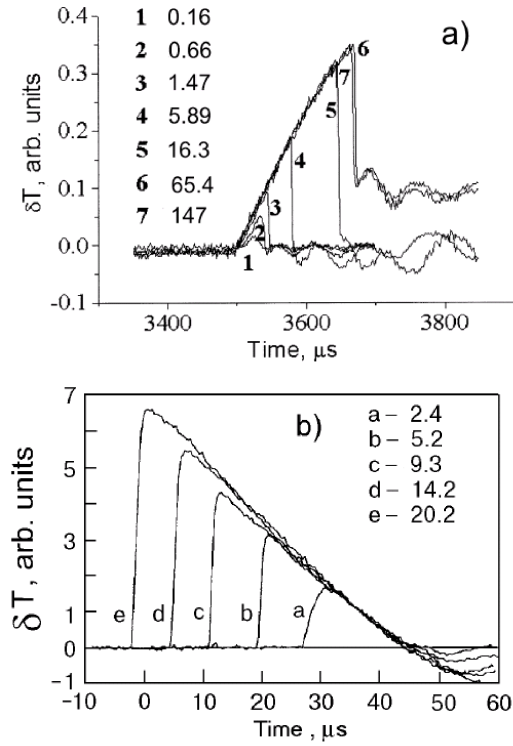 a)
1 0.16
2 0.66
3 1.47
4 5.89
5 16.3
6 65.4
7 147
0.4
0.3
0.2
0.1
0.0
-0.1
δT, arb. units
1
2
3
4
5
7
6
3400
3600
3800
Time, μs
b)
a – 2.4
b – 5.2
c – 9.3
d – 14.2
e – 20.2
7
5
3
1
0
−1
δT, arb. units
e
d
c
b
a
−10
0
10
20
30
40
50
60
Time , μs